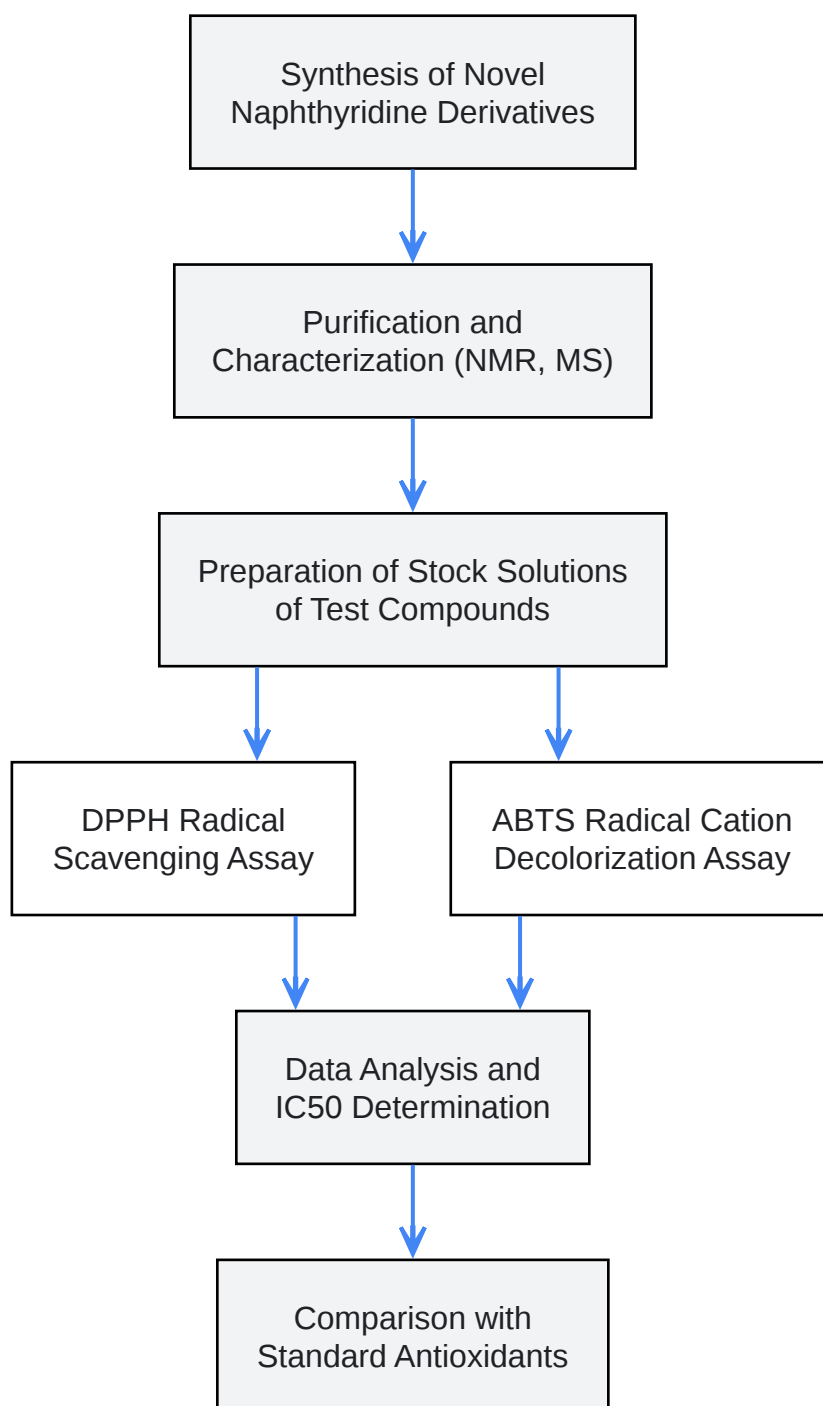 Synthesis of Novel
Naphthyridine Derivatives
Purification and
Characterization (NMR, MS)
Preparation of Stock Solutions
of Test Compounds
DPPH Radical
Scavenging Assay
ABTS Radical Cation
Decolorization Assay
Data Analysis and
IC50 Determination
Comparison with
Standard Antioxidants